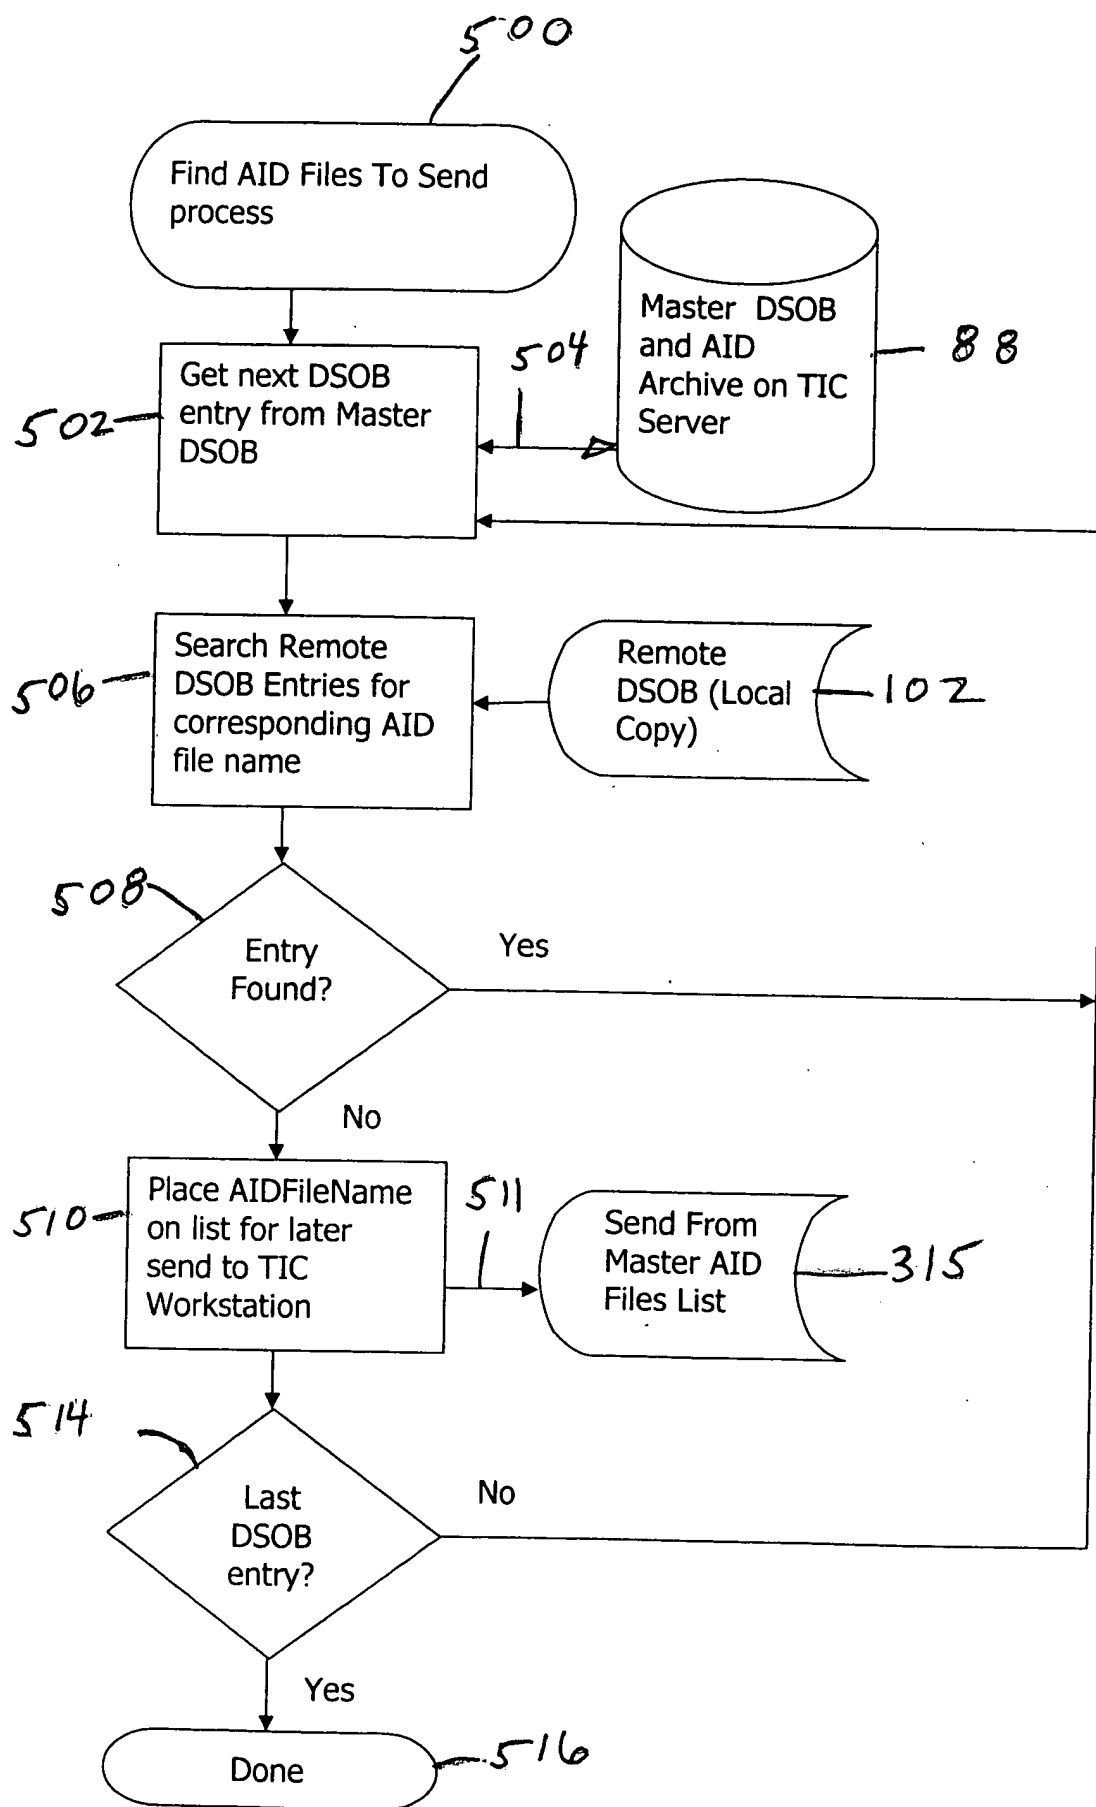 500
Find AID Files To Send
process
Master DSOB
and AID
Archive on TIC
Server
88
504
Get next DSOB
entry from Master
DSOB
502
Search Remote
DSOB Entries for
corresponding AID
file name
506
Remote
DSOB (Local
Copy)
102
508
Entry
Found?
Yes
No
Place AIDFileName
on list for later
send to TIC
Workstation
510
511
Send From
Master AID
Files List
315
514
Last
DSOB
entry?
No
Yes
Done
516